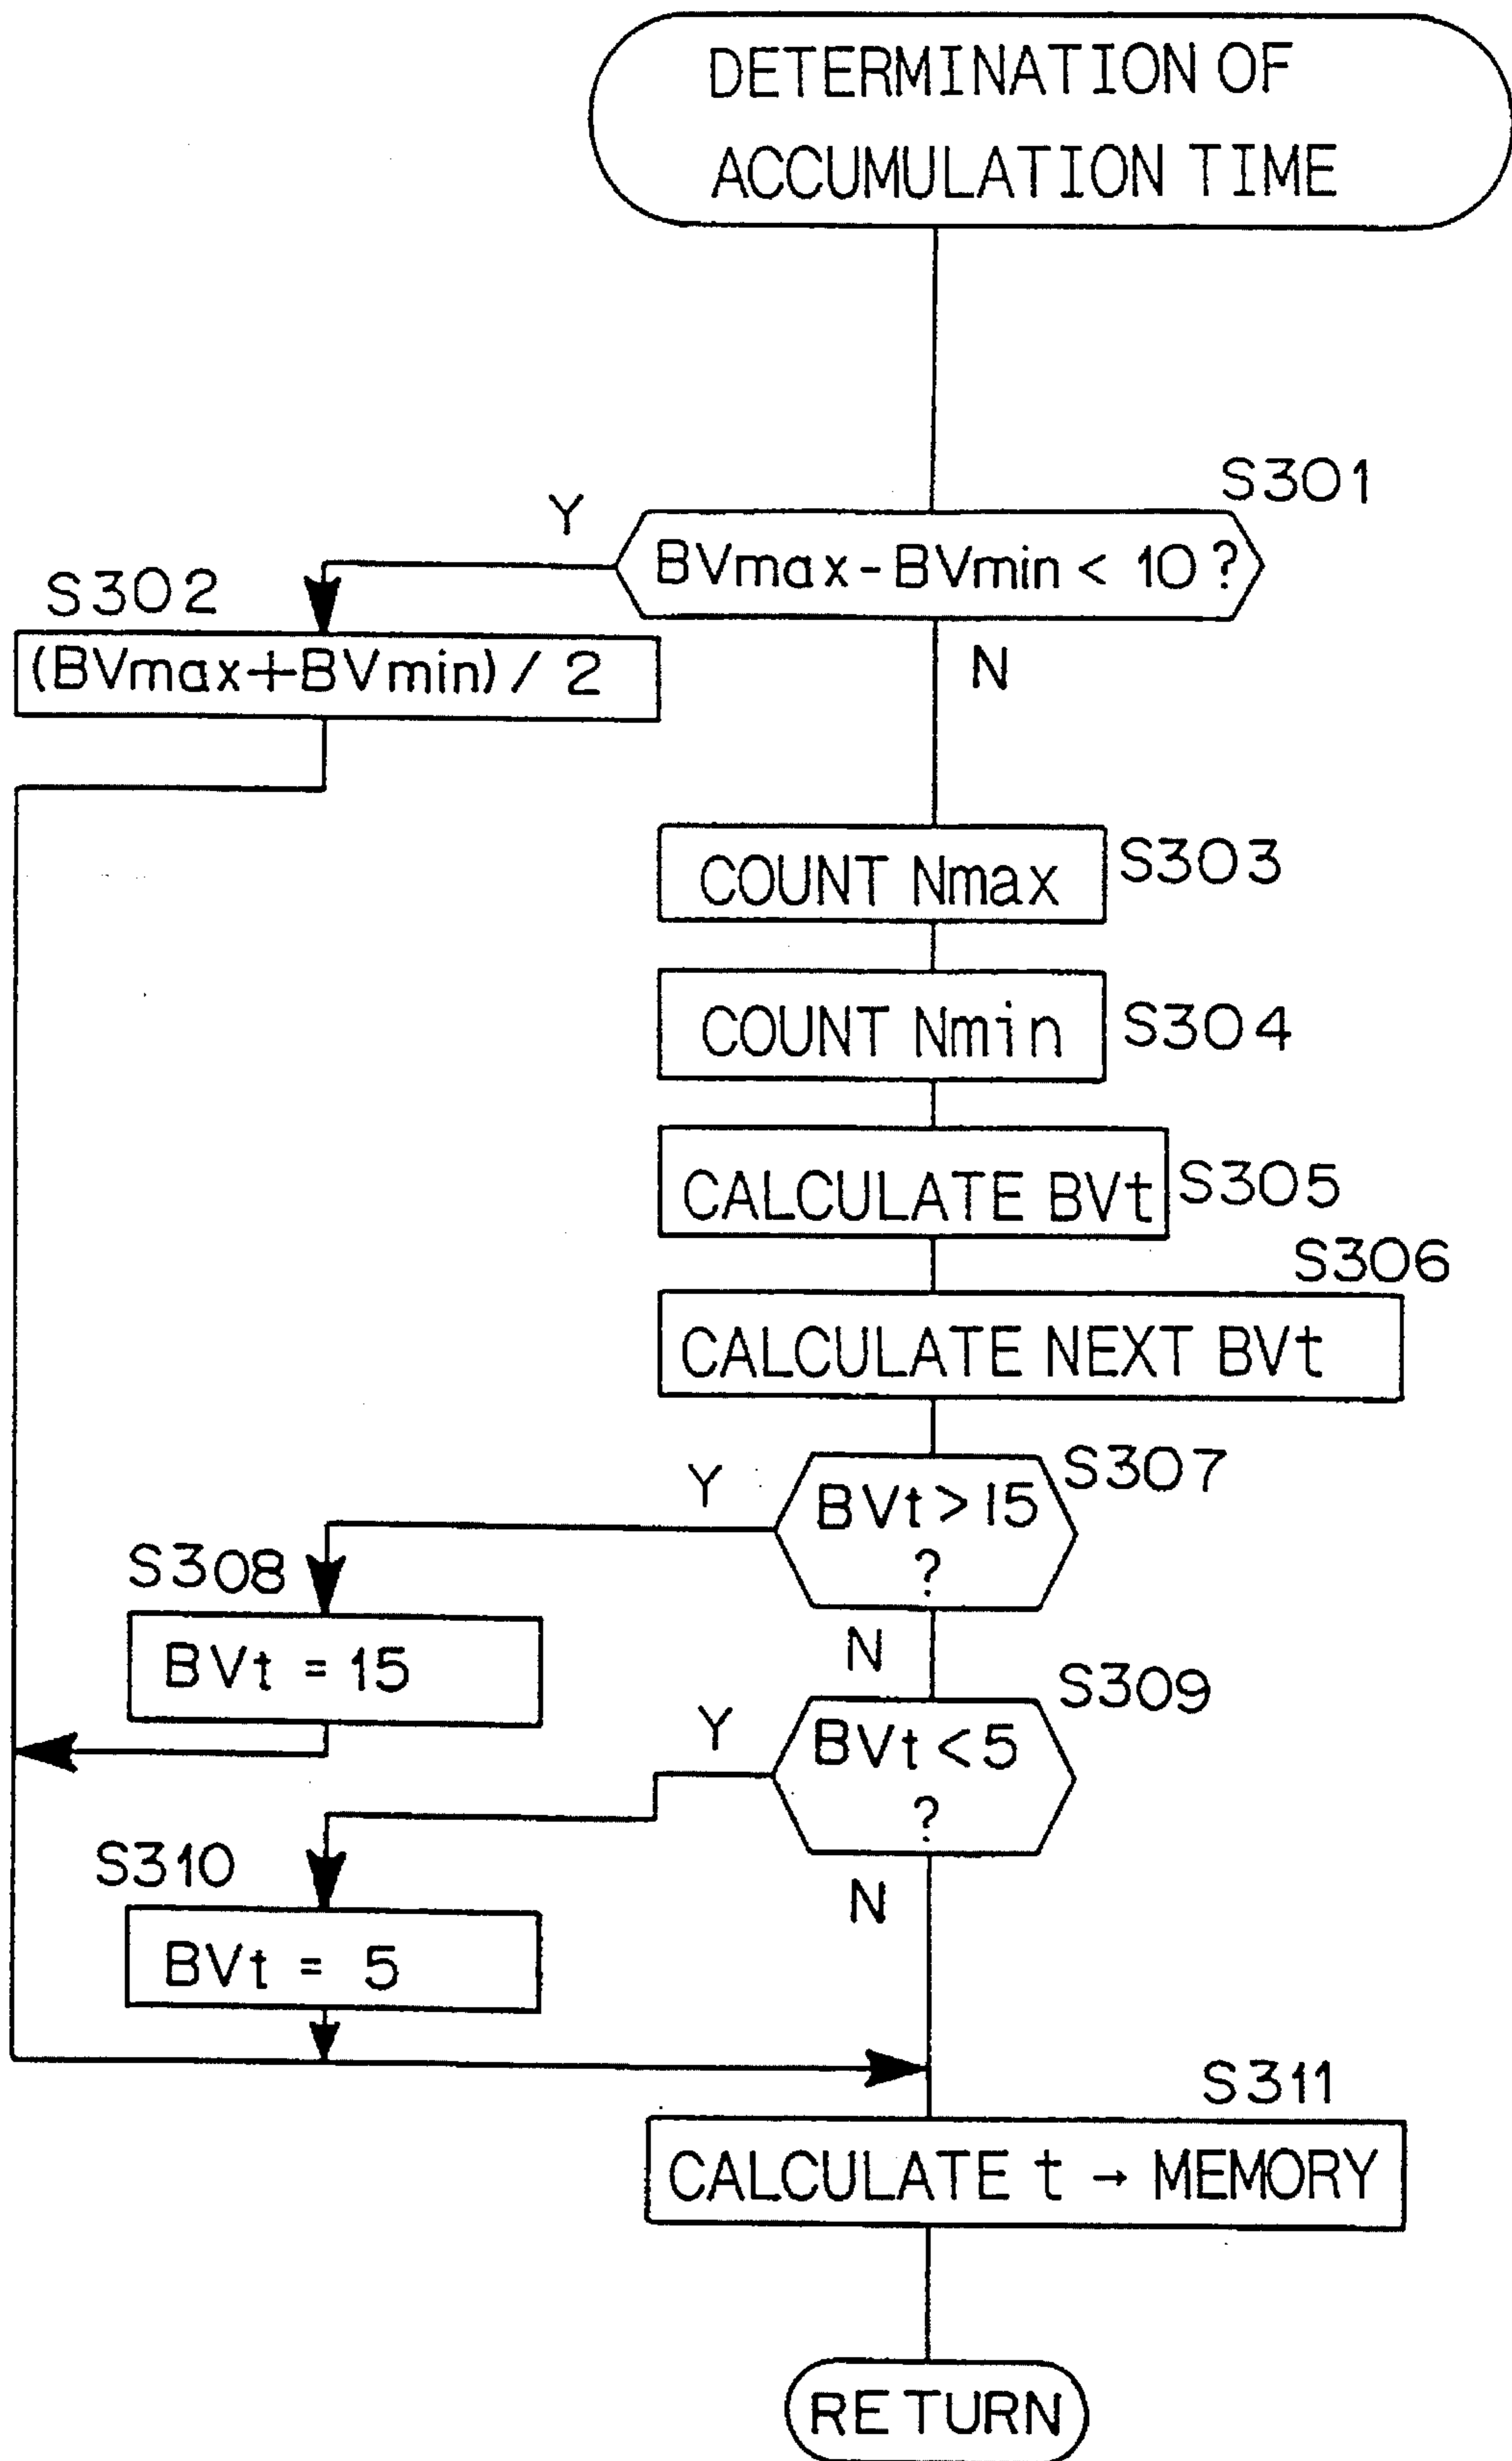 DETERMINATION OF
ACCUMULATION TIME
S301
Y
BVmax-BVmin < 10?
S302
(BVmax+BVmin) / 2
N
COUNT Nmax
S303
COUNT Nmin
S304
CALCULATE BVt
S305
S306
CALCULATE NEXT BVt
S307
Y
BVt > 15
?
S308
BVt = 15
N
S309
Y
BVt < 5
?
S310
N
BVt = 5
S311
CALCULATE t → MEMORY
RETURN